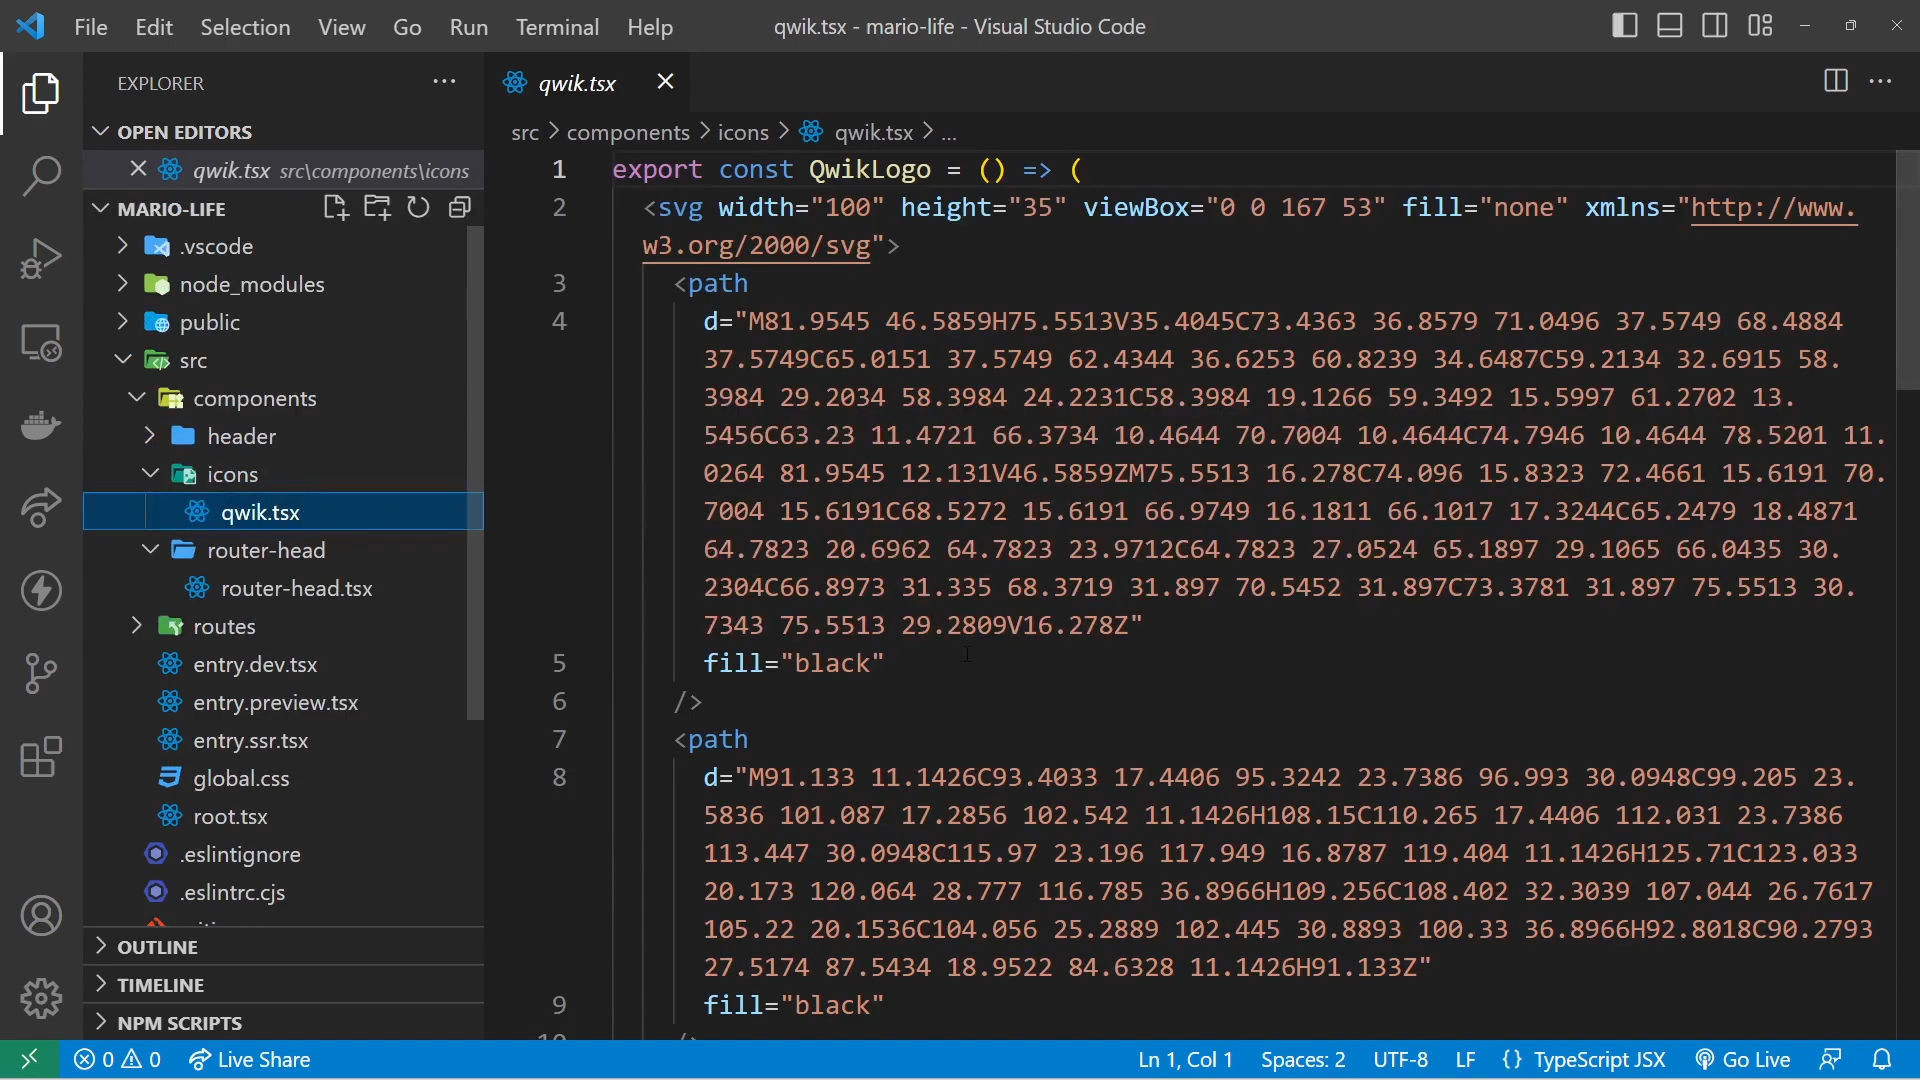 File Edit Selection View Go Run Terminal Help qwik.tsx - mario-life - Visual Studio Code
EXPLORER
OPEN EDITORS
qwik.tsx src\components\icons
MARIO-LIFE
.vscode
node_modules
public
src
components
header
icons
qwik.tsx
router-head
router-head.tsx
routes
entry.dev.tsx
entry.preview.tsx
entry.ssr.tsx
global.css
root.tsx
.eslintignore
.eslintrc.cjs
OUTLINE
TIMELINE
NPM SCRIPTS
qwik.tsx
src > components > icons > qwik.tsx > ...
1 export const QwikLogo = () => (
2 <svg width="100" height="35" viewBox="0 0 167 53" fill="none" xmlns="http://www.
w3.org/2000/svg">
3 <path
4 d="M81.9545 46.5859H75.5513V35.4045C73.4363 36.8579 71.0496 37.5749 68.4884
37.5749C65.0151 37.5749 62.4344 36.6253 60.8239 34.6487C59.2134 32.6915 58.
3984 29.2034 58.3984 24.2231C58.3984 19.1266 59.3492 15.5997 61.2702 13.
5456C63.23 11.4721 66.3734 10.4644 70.7004 10.4644C74.7946 10.4644 78.5201 11.
0264 81.9545 12.131V46.5859ZM75.5513 16.278C74.096 15.8323 72.4661 15.6191 70.
7004 15.6191C68.5272 15.6191 66.9749 16.1811 66.1017 17.3244C65.2479 18.4871
64.7823 20.6962 64.7823 23.9712C64.7823 27.0524 65.1897 29.1065 66.0435 30.
2304C66.8973 31.335 68.3719 31.897 70.5452 31.897C73.3781 31.897 75.5513 30.
7343 75.5513 29.2809V16.278Z"
5 fill="black"
6 />
7 <path
8 d="M91.133 11.1426C93.4033 17.4406 95.3242 23.7386 96.993 30.0948C99.205 23.
5836 101.087 17.2856 102.542 11.1426H108.15C110.265 17.4406 112.031 23.7386
113.447 30.0948C115.97 23.196 117.949 16.8787 119.404 11.1426H125.71C123.033
20.173 120.064 28.777 116.785 36.8966H109.256C108.402 32.3039 107.044 26.7617
105.22 20.1536C104.056 25.2889 102.445 30.8893 100.33 36.8966H92.8018C90.2793
27.5174 87.5434 18.9522 84.6328 11.1426H91.133Z"
9 fill="black"
0 0 Live Share Ln 1, Col 1 Spaces: 2 UTF-8 LF {} TypeScript JSX Go Live